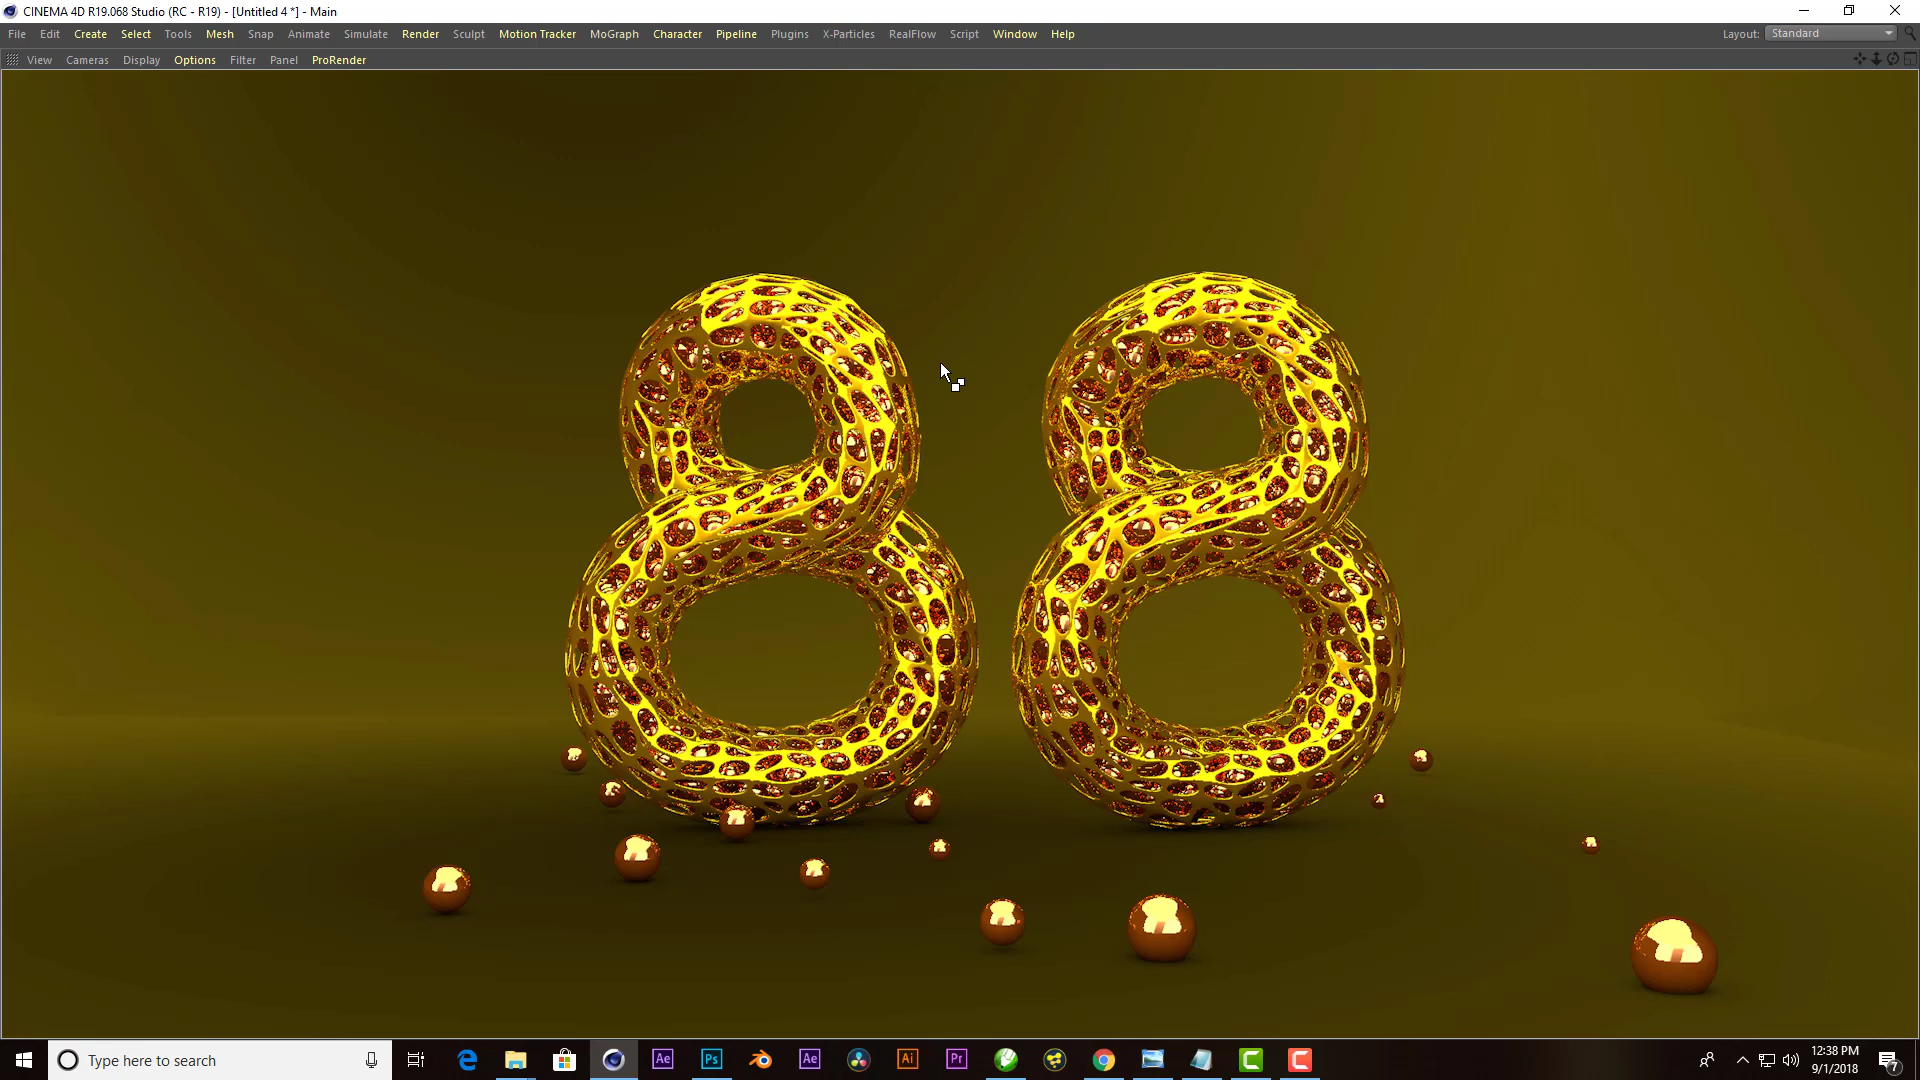 CINEMA 4D R19.068 Studio (RC - R19) - [Untitled 4 *] - Main
File Edit Create Select Tools Mesh Snap Animate Simulate Render Sculpt Motion Tracker MoGraph Character Pipeline Plugins X-Particles RealFlow Script Window Help Layout: Standard
View Cameras Display Options Filter Panel ProRender
88
Type here to search
Ae Ps Ae Ai Pr C C
12:38 PM
9/1/2018
7